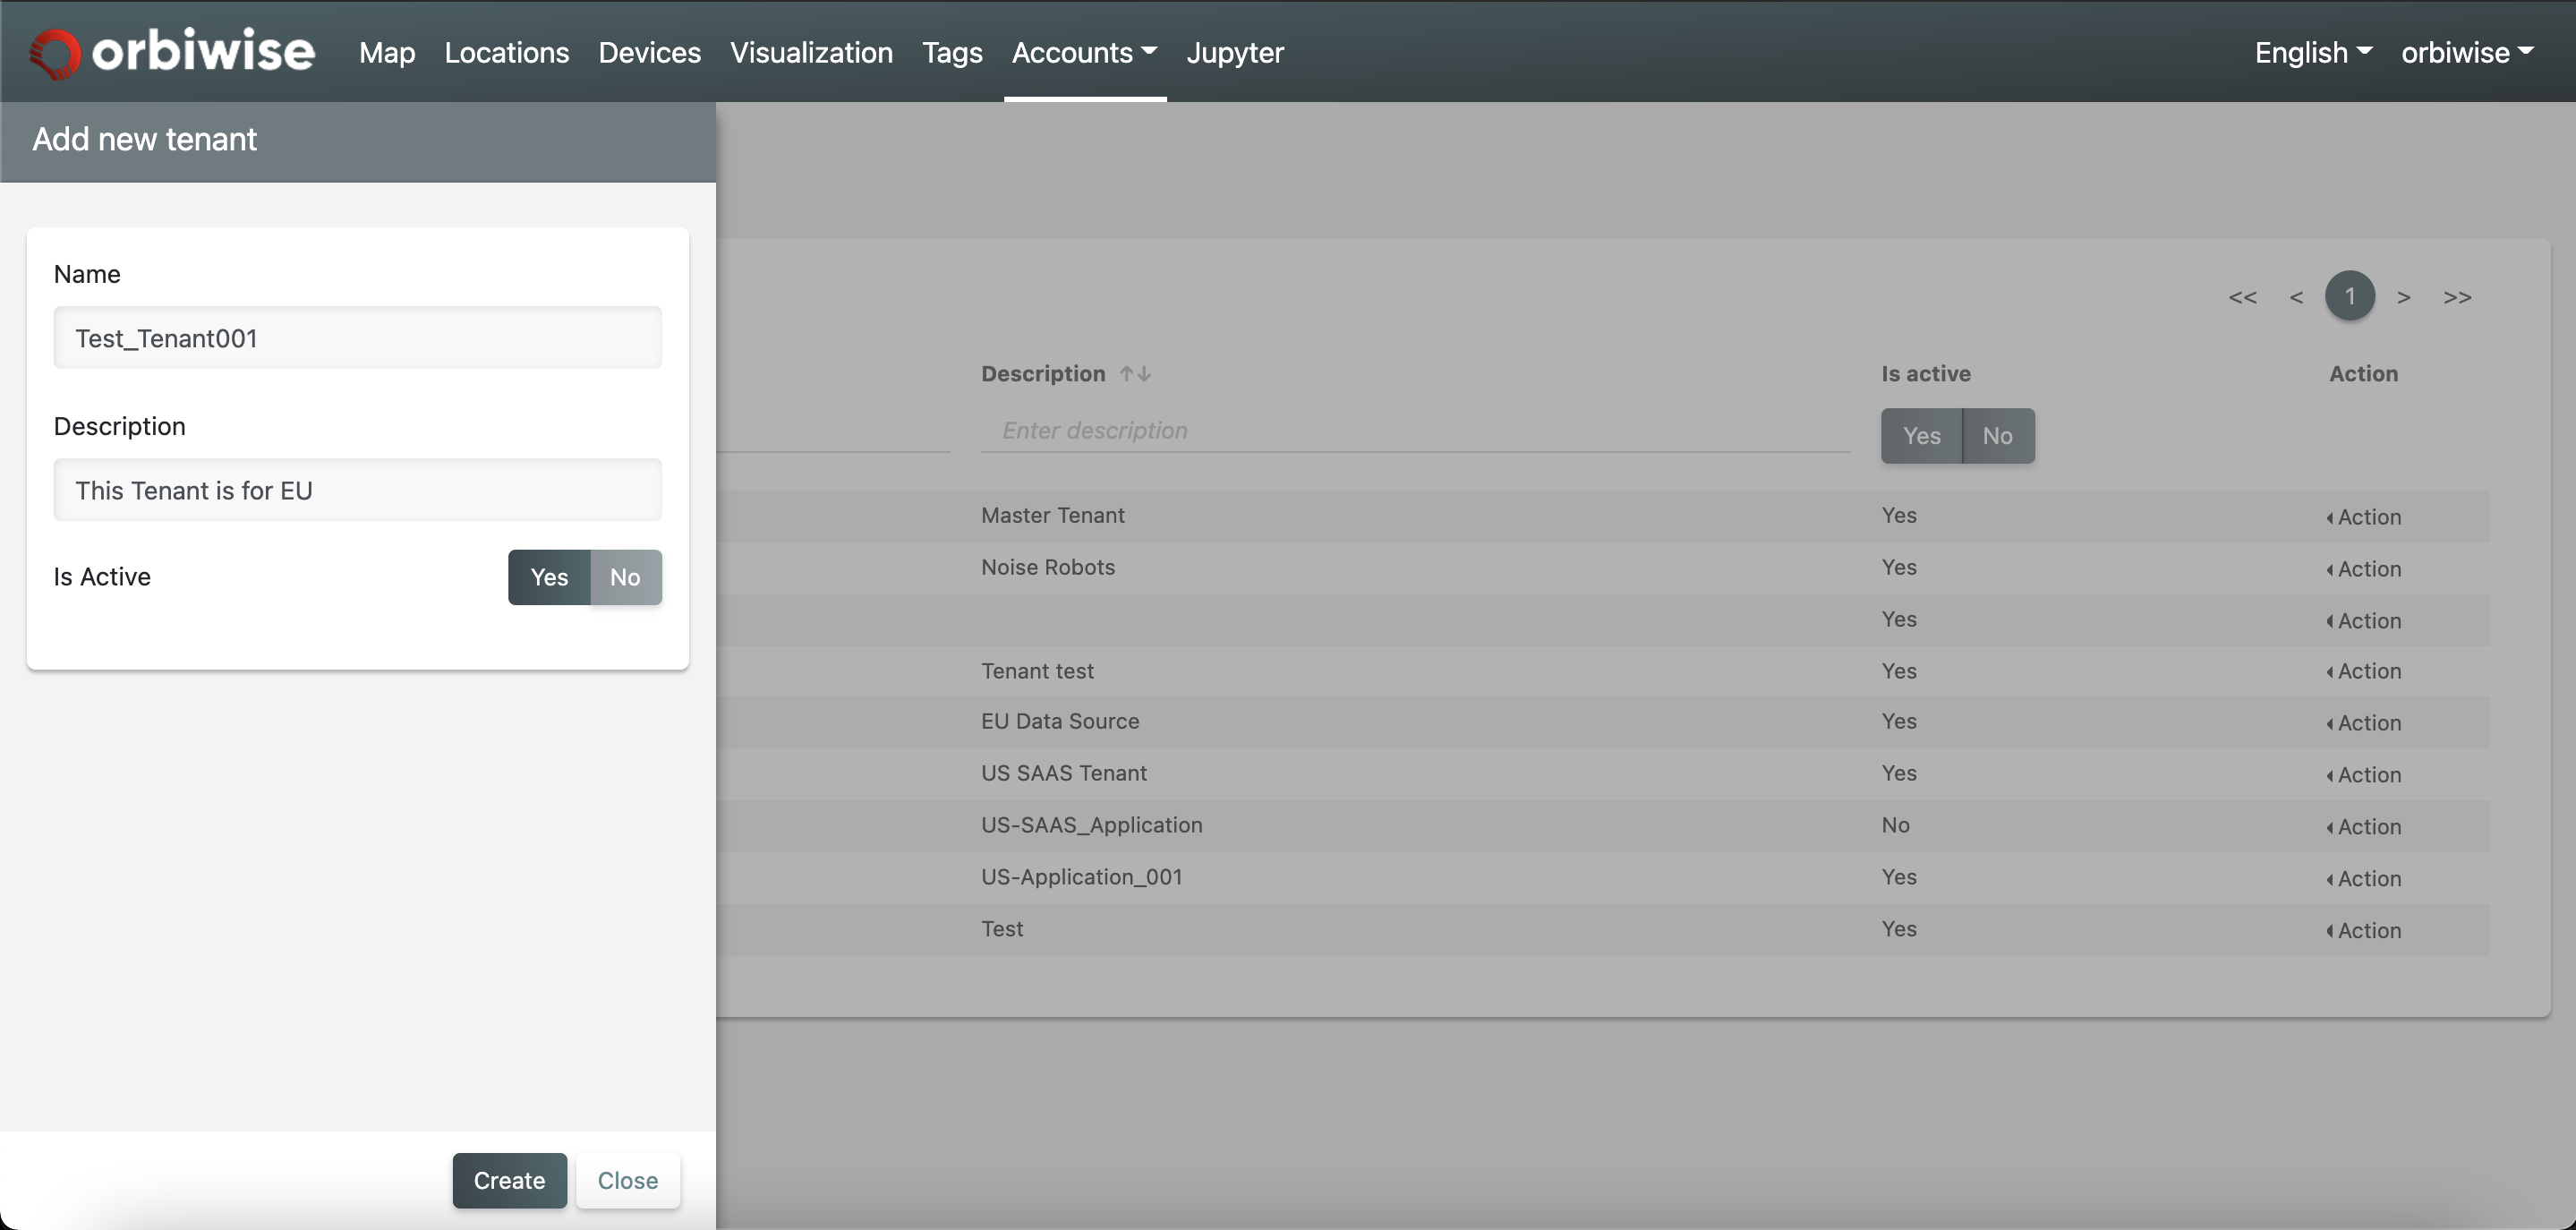 orbiwise Map Locations Devices Visualization Tags Accounts Jupyter English orbiwise
Add new tenant
Name
Test_Tenant001
Description
This Tenant is for EU
Is Active Yes No
Create Close
<< < 1 > >>
Description ↑↓ Is active Action
Enter description Yes No
Master Tenant Yes Action
Noise Robots Yes Action
Yes Action
Tenant test Yes Action
EU Data Source Yes Action
US SAAS Tenant Yes Action
US-SAAS_Application No Action
US-Application_001 Yes Action
Test Yes Action